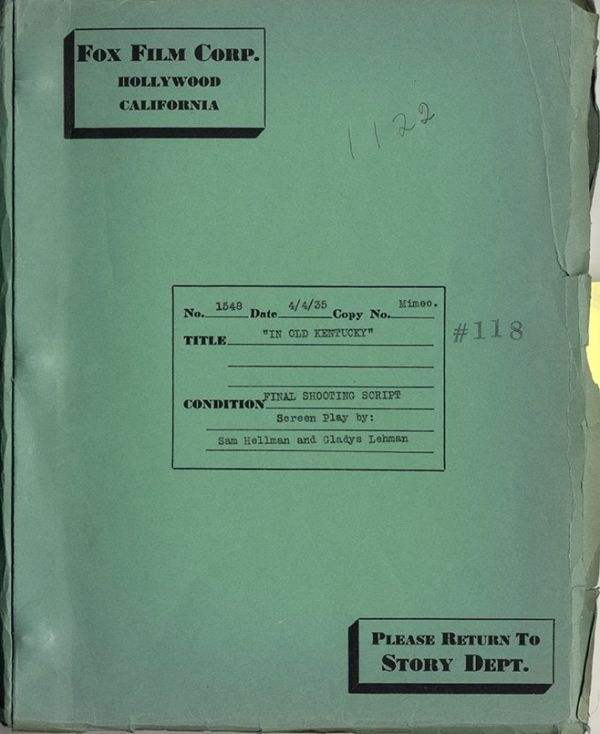 FOX FILM CORP.
HOLLYWOOD
CALIFORNIA
1122
No. 1548 Date 4/4/35 Copy No. Mimeo.
TITLE "IN OLD KENTUCKY"
#118
CONDITION FINAL SHOOTING SCRIPT
Screen Play by:
Sam Hellman and Gladys Lehman
PLEASE RETURN TO
STORY DEPT.